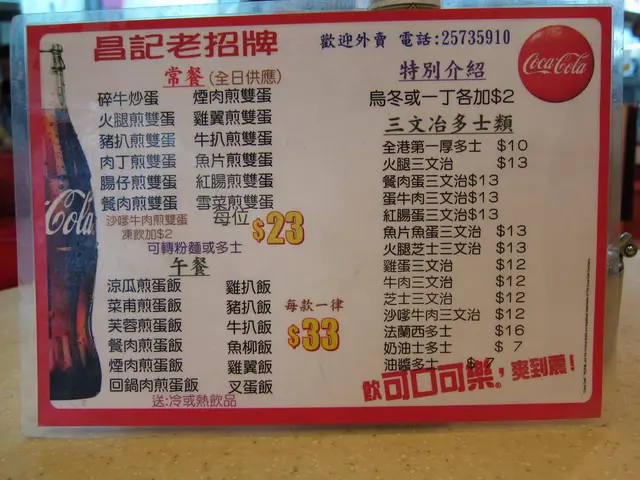 昌記老招牌
歡迎外賣 電話:25735910
Coca-Cola
Cola
常餐(全日供應)
碎牛炒蛋 煙肉煎雙蛋
火腿煎雙蛋 雞翼煎雙蛋
豬扒煎雙蛋 牛扒煎雙蛋
肉丁煎雙蛋 魚片煎雙蛋
腸仔煎雙蛋 紅腸煎雙蛋
餐肉煎雙蛋 雪菜煎雙蛋
沙嗲牛肉煎雙蛋 每位 $23
凍飲加$2
可轉粉麵或多士
午餐
涼瓜煎蛋飯 雞扒飯
菜甫煎蛋飯 豬扒飯 每款一律
芙蓉煎蛋飯 牛扒飯 $33
餐肉煎蛋飯 魚柳飯
煙肉煎蛋飯 雞翼飯
回鍋肉煎蛋飯 叉蛋飯
送:冷或熱飲品
特別介紹
烏冬或一丁各加$2
三文冶多士類
全港第一厚多士 $10
火腿三文治 $13
餐肉蛋三文治$13
蛋牛三文治$13
紅腸蛋三文治$13
魚片魚蛋三文治 $13
火腿芝士三文治 $13
雞蛋三文治 $12
牛肉三文治 $12
芝士三文治 $12
沙嗲牛肉三文治 $12
法蘭西多士 $16
奶油多士 $ 7
油醬多士 $ 7
飲可口可樂,爽到震!